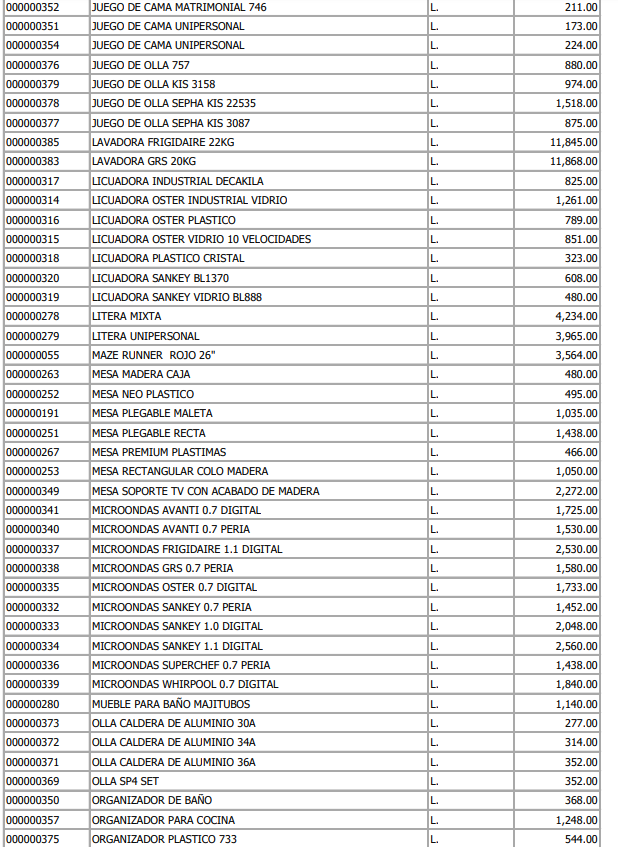 000000352 JUEGO DE CAMA MATRIMONIAL 746 L. 211.00
000000351 JUEGO DE CAMA UNIPERSONAL L. 173.00
000000354 JUEGO DE CAMA UNIPERSONAL L. 224.00
000000376 JUEGO DE OLLA 757 L. 880.00
000000379 JUEGO DE OLLA KIS 3158 L. 974.00
000000378 JUEGO DE OLLA SEPHA KIS 22535 L. 1,518.00
000000377 JUEGO DE OLLA SEPHA KIS 3087 L. 875.00
000000385 LAVADORA FRIGIDAIRE 22KG L. 11,845.00
000000383 LAVADORA GRS 20KG L. 11,868.00
000000317 LICUADORA INDUSTRIAL DECAKILA L. 825.00
000000314 LICUADORA OSTER INDUSTRIAL VIDRIO L. 1,261.00
000000316 LICUADORA OSTER PLASTICO L. 789.00
000000315 LICUADORA OSTER VIDRIO 10 VELOCIDADES L. 851.00
000000318 LICUADORA PLASTICO CRISTAL L. 323.00
000000320 LICUADORA SANKEY BL1370 L. 608.00
000000319 LICUADORA SANKEY VIDRIO BL888 L. 480.00
000000278 LITERA MIXTA L. 4,234.00
000000279 LITERA UNIPERSONAL L. 3,965.00
000000055 MAZE RUNNER  ROJO 26" L. 3,564.00
000000263 MESA MADERA CAJA L. 480.00
000000252 MESA NEO PLASTICO L. 495.00
000000191 MESA PLEGABLE MALETA L. 1,035.00
000000251 MESA PLEGABLE RECTA L. 1,438.00
000000267 MESA PREMIUM PLASTIMAS L. 466.00
000000253 MESA RECTANGULAR COLO MADERA L. 1,050.00
000000349 MESA SOPORTE TV CON ACABADO DE MADERA L. 2,272.00
000000341 MICROONDAS AVANTI 0.7 DIGITAL L. 1,725.00
000000340 MICROONDAS AVANTI 0.7 PERIA L. 1,530.00
000000337 MICROONDAS FRIGIDAIRE 1.1 DIGITAL L. 2,530.00
000000338 MICROONDAS GRS 0.7 PERIA L. 1,580.00
000000335 MICROONDAS OSTER 0.7 DIGITAL L. 1,733.00
000000332 MICROONDAS SANKEY 0.7 PERIA L. 1,452.00
000000333 MICROONDAS SANKEY 1.0 DIGITAL L. 2,048.00
000000334 MICROONDAS SANKEY 1.1 DIGITAL L. 2,560.00
000000336 MICROONDAS SUPERCHEF 0.7 PERIA L. 1,438.00
000000339 MICROONDAS WHIRPOOL 0.7 DIGITAL L. 1,840.00
000000280 MUEBLE PARA BAÑO MAJITUBOS L. 1,140.00
000000373 OLLA CALDERA DE ALUMINIO 30A L. 277.00
000000372 OLLA CALDERA DE ALUMINIO 34A L. 314.00
000000371 OLLA CALDERA DE ALUMINIO 36A L. 352.00
000000369 OLLA SP4 SET L. 352.00
000000350 ORGANIZADOR DE BAÑO L. 368.00
000000357 ORGANIZADOR PARA COCINA L. 1,248.00
000000375 ORGANIZADOR PLASTICO 733 L. 544.00